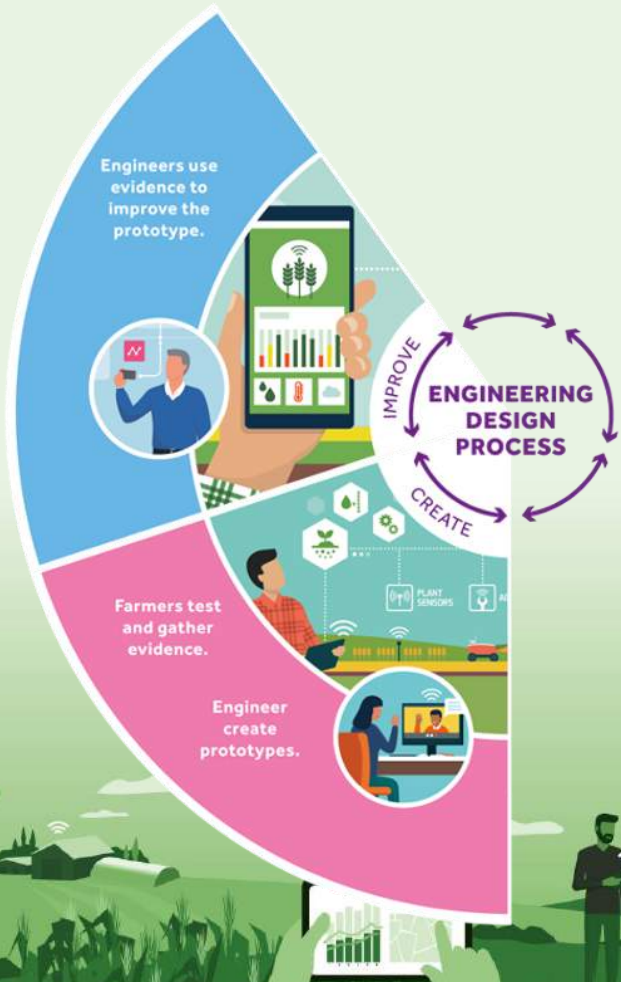 Engineers use
evidence to
improve the
prototype.
IMPROVE
ENGINEERING
DESIGN
PROCESS
CREATE
PLANT
SENSORS
Farmers test
and gather
evidence.
Engineer
create
prototypes.